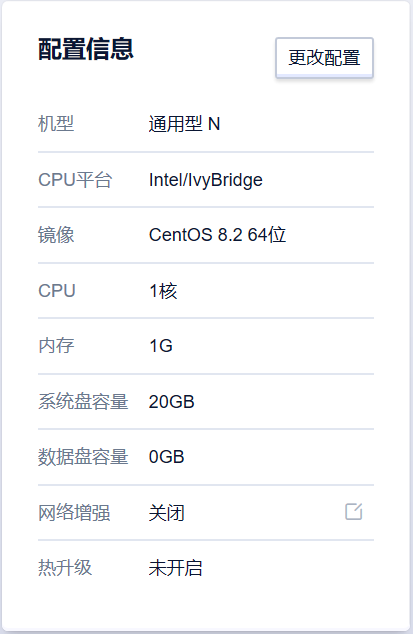 配置信息
更改配置
机型 通用型 N
CPU平台 Intel/IvyBridge
镜像 CentOS 8.2 64位
CPU 1核
内存 1G
系统盘容量 20GB
数据盘容量 0GB
网络增强 关闭
热升级 未开启